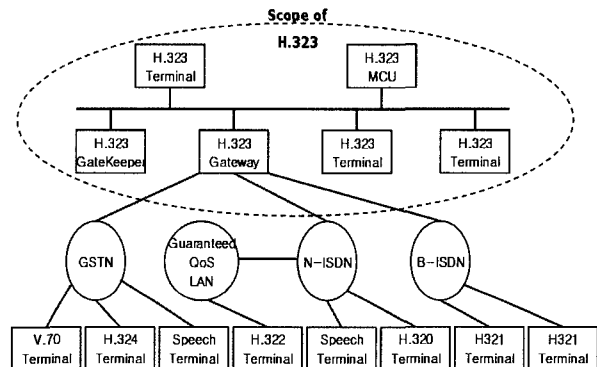 Scope of
H.323
H.323
Terminal
H.323
MCU
H.323
GateKeeper
H.323
Gateway
H.323
Terminal
H.323
Terminal
GSTN
Guaranteed
QoS
LAN
N-ISDN
B-ISDN
V.70
Terminal
H.324
Terminal
Speech
Terminal
H.322
Terminal
Speech
Terminal
H.320
Terminal
H321
Terminal
H321
Terminal